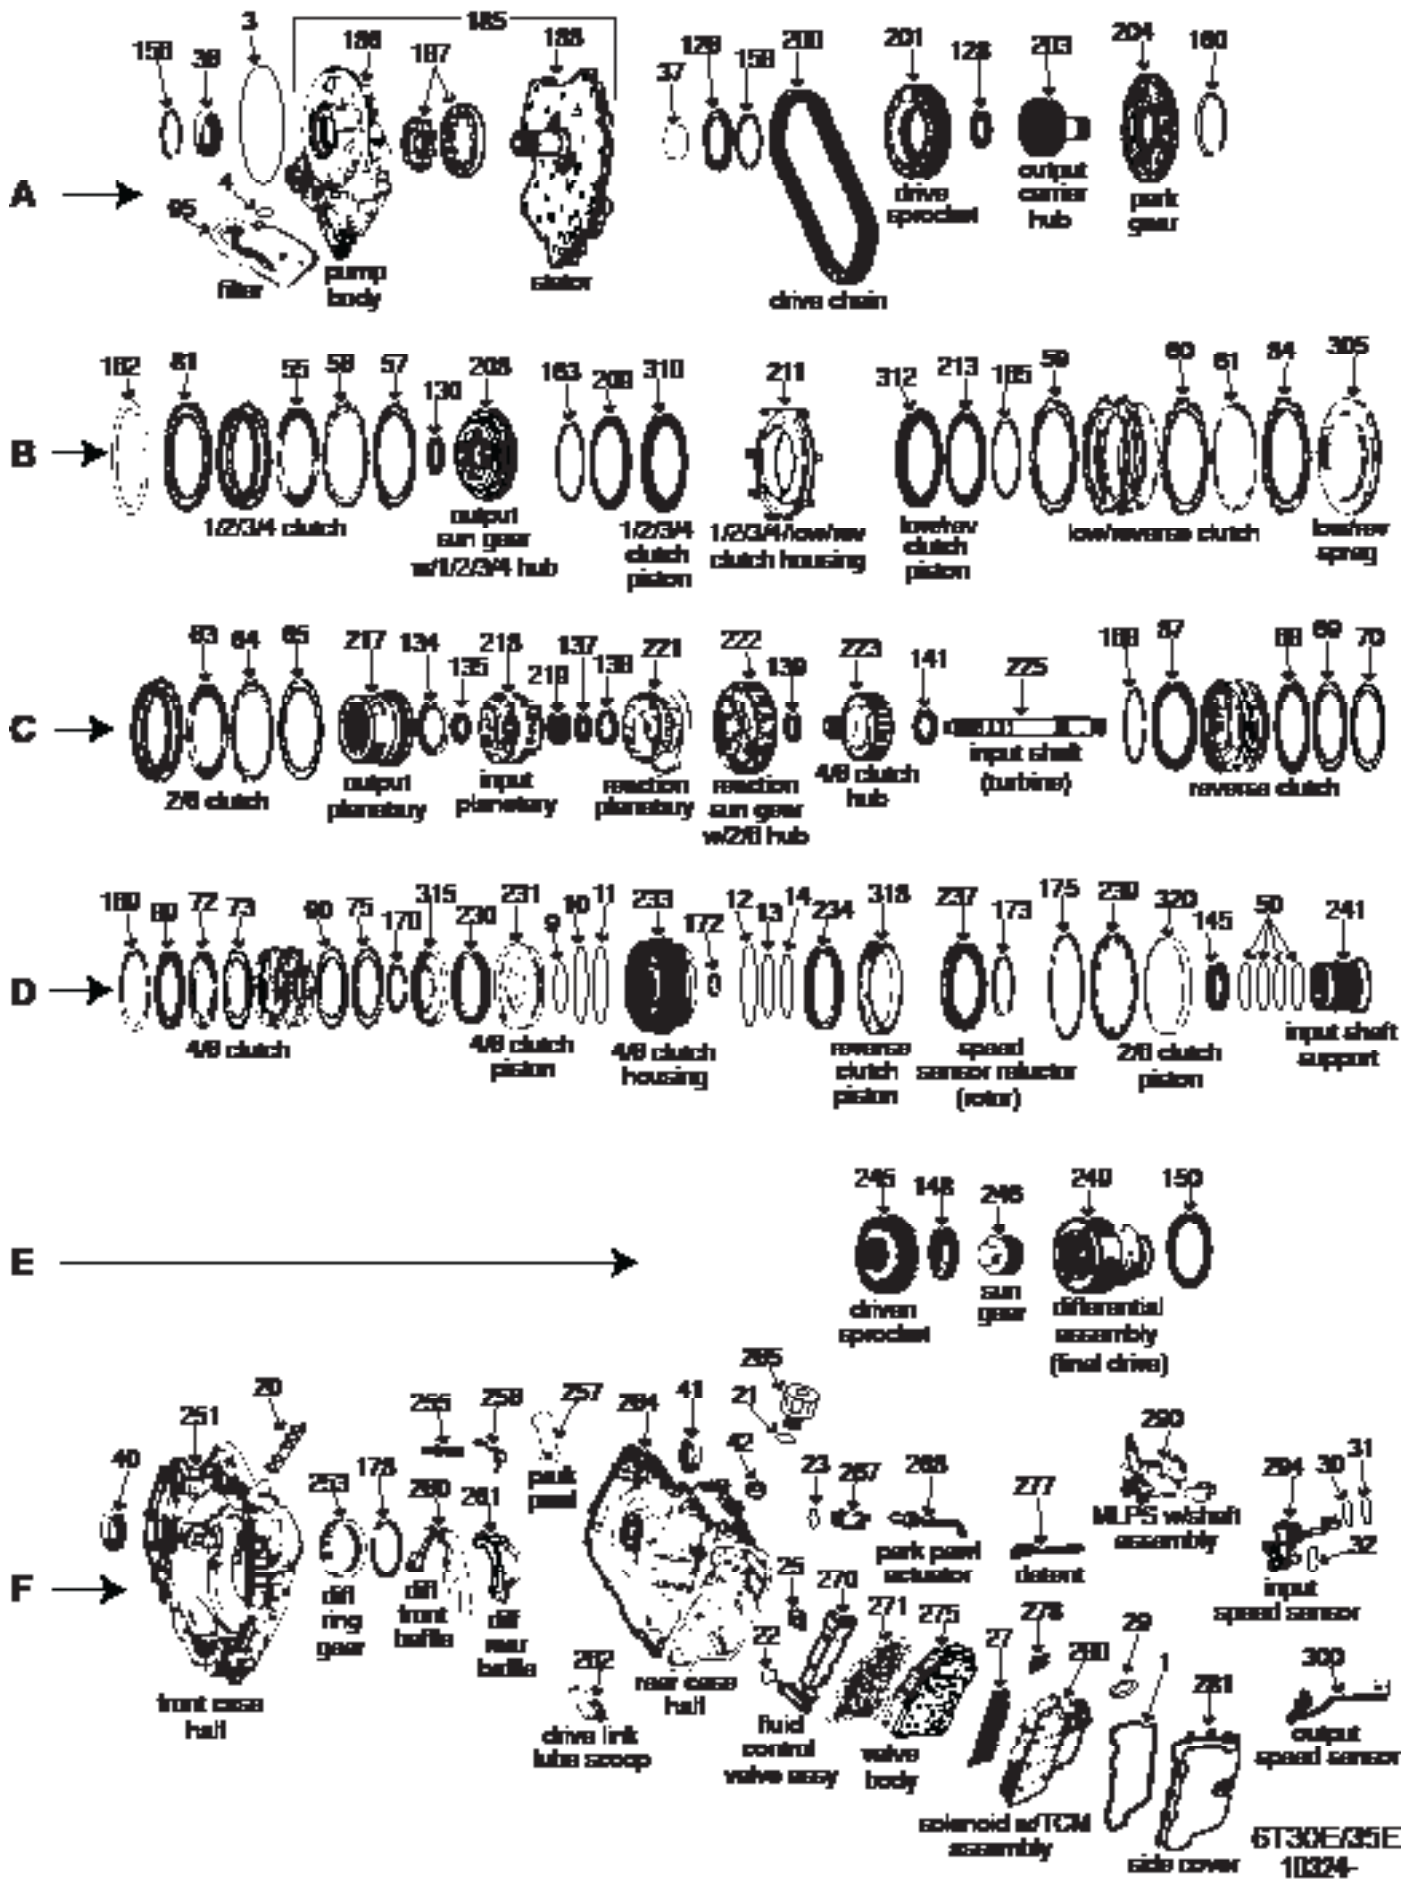 3
185
156
38
186
187
188
37
128
158
200
201
128
203
204
160
A
4
95
filter
pump
body
stator
drive chain
drive
sprocket
output
carrier
hub
park
gear
B
162
81
55
56
57
130
208
163
209
310
211
312
213
165
59
60
61
84
305
1/2/3/4 clutch
output
sun gear
w/1/2/3/4 hub
1/2/3/4
clutch
piston
1/2/3/4/low/rev
clutch housing
low/rev
clutch
piston
low/reverse clutch
low/rev
sprag
C
63
64
65
217
134
135
218
219
137
138
221
222
139
223
141
225
168
87
88
69
70
2/6 clutch
output
planetary
input
planetary
reaction
planetary
reaction
sun gear
w/2/6 hub
4/6 clutch
hub
input shaft
(turbine)
reverse clutch
D
169
89
72
73
90
75
170
315
230
231
9
10
11
233
172
12
13
14
234
318
237
173
175
239
320
145
50
241
4/6 clutch
4/6 clutch
piston
4/6 clutch
housing
reverse
clutch
piston
speed
sensor reluctor
(rotor)
2/6 clutch
piston
input shaft
support
E
245
148
246
249
150
driven
sprocket
sun
gear
differential
assembly
(final drive)
F
40
251
20
253
178
255
258
257
260
261
264
41
265
21
42
23
267
268
277
290
294
30
31
32
park
pawl
park pawl
actuator
detent
MLPS w/shaft
assembly
input
speed sensor
diff
ring
gear
diff
front
baffle
diff
rear
baffle
front case
half
262
drive link
lube scoop
rear case
half
25
22
270
271
275
27
278
280
29
1
281
300
fluid
control
valve assy
valve
body
solenoid w/TCM
assembly
side cover
output
speed sensor
6T30E/35E
10324-